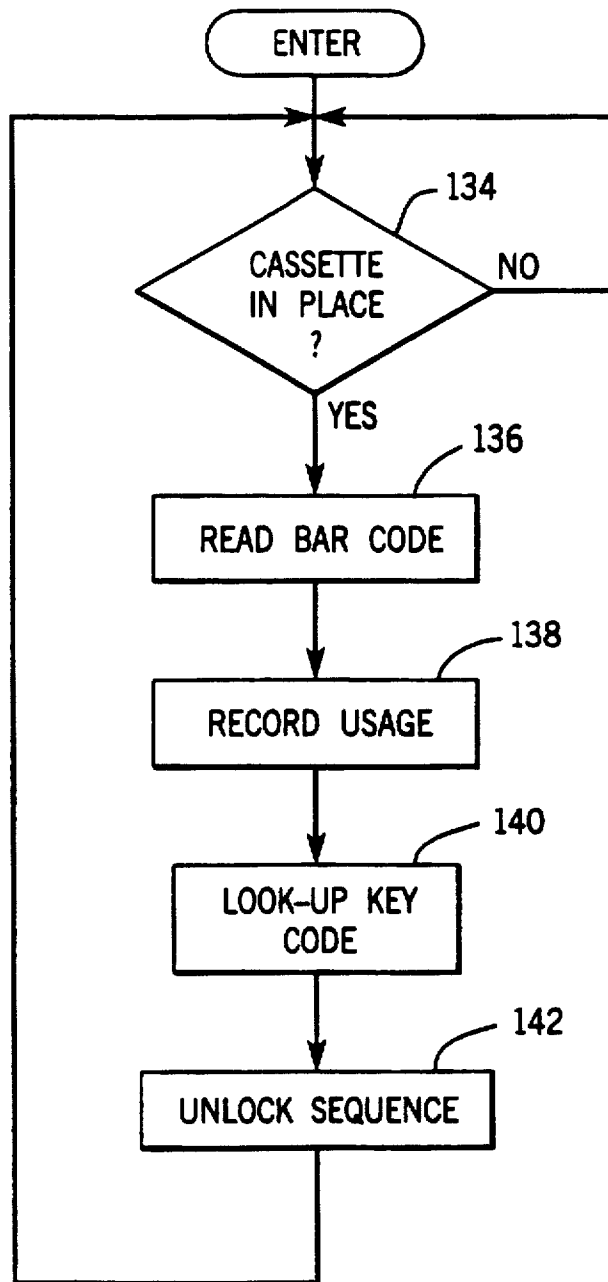 ENTER
134
CASSETTE
IN PLACE
?
NO
YES
136
READ BAR CODE
138
RECORD USAGE
140
LOOK-UP KEY
CODE
142
UNLOCK SEQUENCE